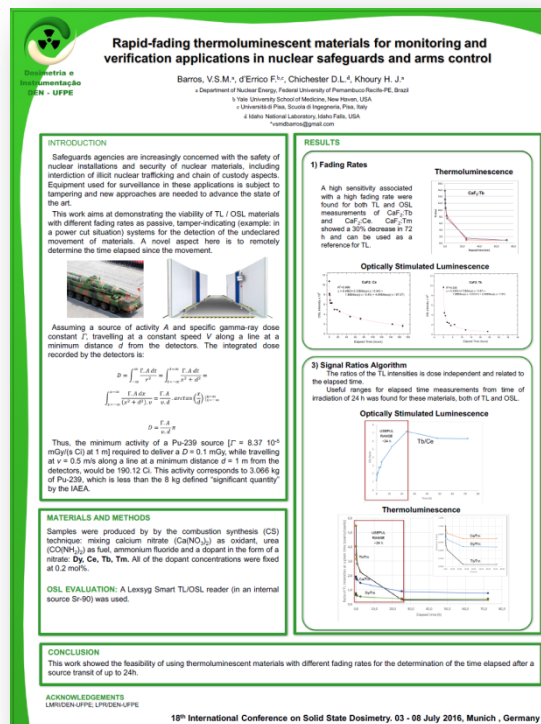 Rapid-fading thermoluminescent materials for monitoring and
verification applications in nuclear safeguards and arms control
Dosimetria e
Instrumentação
DEN - UFPE
Barros, V.S.M.ᵃ, d'Errico F.ᵇ,ᶜ, Chichester D.L.ᵈ, Khoury H. J.ᵃ
a Department of Nuclear Energy, Federal University of Pernambuco Recife-PE, Brazil
b Yale University School of Medicine, New Haven, USA
c Università di Pisa, Scuola di Ingegneria, Pisa, Italy
d Idaho National Laboratory, Idaho Falls, USA
*vsmdbarros@gmail.com
INTRODUCTION
Safeguards agencies are increasingly concerned with the safety of
nuclear installations and security of nuclear materials, including
interdiction of illicit nuclear trafficking and chain of custody aspects.
Equipment used for surveillance in these applications is subject to
tampering and new approaches are needed to advance the state of
the art.
This work aims at demonstrating the viability of TL / OSL materials
with different fading rates as passive, tamper-indicating (example: in
a power cut situation) systems for the detection of the undeclared
movement of materials. A novel aspect here is to remotely
determine the time elapsed since the movement.
Assuming a source of activity A and specific gamma-ray dose
constant Γ, travelling at a constant speed V along a line at a
minimum distance d from the detectors. The integrated dose
recorded by the detector is:
Thus, the minimum activity of a Pu-239 source [Γ = 8.37 10⁻⁵
mGy/(s Ci) at 1 m] required to deliver a D = 0.1 mGy, while travelling
at v = 0.5 m/s along a line at a minimum distance d = 1 m from the
detectors, would be 190.12 Ci. This activity corresponds to 3.066 kg
of Pu-239, which is less than the 8 kg defined "significant quantity"
by the IAEA.
MATERIALS AND METHODS
Samples were produced by by the combustion synthesis (CS)
technique: mixing calcium nitrate (Ca(NO₃)₂) as oxidant, urea
(CO(NH₂)₂) as fuel, ammonium fluoride and a dopant in the form of a
nitrate: Dy, Ce, Tb, Tm. All of the dopant concentrations were fixed
at 0.2 mol%.
OSL EVALUATION: A Lexsyg Smart TL/OSL reader (in an internal
source Sr-90) was used.
RESULTS
1) Fading Rates
Thermoluminescence
A high sensitivity associated
with a high fading rate were
found for both TL and OSL
measurements of CaF₂:Tb
and CaF₂:Ce. CaF₂:Tm
showed a 30% decrease in 72
h and can be used as a
reference for TL.
CaF₂:Tb
Optically Stimulated Luminescence
3) Signal Ratios Algorithm
The ratios of the TL intensities is dose independent and related to
the elapsed time.
Useful ranges for elapsed time measurements from time of
irradiation of 24 h was found for these materials, both of TL and OSL.
Optically Stimulated Luminescence
USEFUL
RANGE
Tb/Ce
Thermoluminescence
USEFUL
RANGE
CONCLUSION
This work showed the feasibility of using thermoluminescent materials with different fading rates for the determination of the time elapsed after a
source transit of up to 24h.
ACKNOWLEDGEMENTS
LMRI/DEN-UFPE; LPR/DEN-UFPE
18ᵗʰ International Conference on Solid State Dosimetry. 03 - 08 July 2016, Munich , Germany